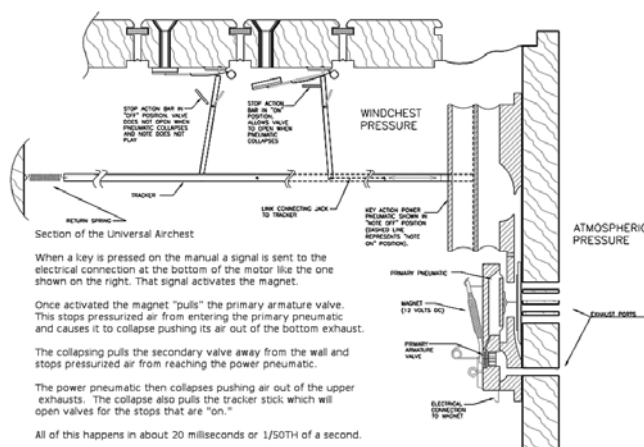 STOP ACTION BAR IN
"OFF" POSITION. VALVE
DOES NOT OPEN WHEN
PNEUMATIC COLLAPSES
AND NOTE DOES NOT
PLAY
STOP ACTION
BAR IN "ON"
POSITION,
ALLOWS VALVE
TO OPEN WHEN
PNEUMATIC
COLLAPSES
WINDCHEST
PRESSURE
TRACKER
RETURN SPRING
LINK CONNECTING JACK
TO TRACKER
KEY ACTION POWER
PNEUMATIC SHOWN IN
"NOTE OFF" POSITION
(DASHED LINE
REPRESENTS "NOTE
ON" POSITION).
ATMOSPHERIC
PRESSURE
PRIMARY PNEUMATIC
MAGNET
(12 VOLTS DC)
PRIMARY
ARMATURE
VALVE
EXHAUST PORTS
ELECTRICAL
CONNECTION
TO MAGNET
Section of the Universal Airchest
When a key is pressed on the manual a signal is sent to the
electrical connection at the bottom of the motor like the one
shown on the right. That signal activates the magnet.
Once activated the magnet "pulls" the primary armature valve.
This stops pressurized air from entering the primary pneumatic
and causes it to collapse pushing its air out of the bottom exhaust.
The collapsing pulls the secondary valve away from the wall and
stops pressurized air from reaching the power pneumatic.
The power pneumatic then collapses pushing air out of the upper
exhausts. The collapse also pulls the tracker stick which will
open valves for the stops that are "on."
All of this happens in about 20 milliseconds or 1/50TH of a second.